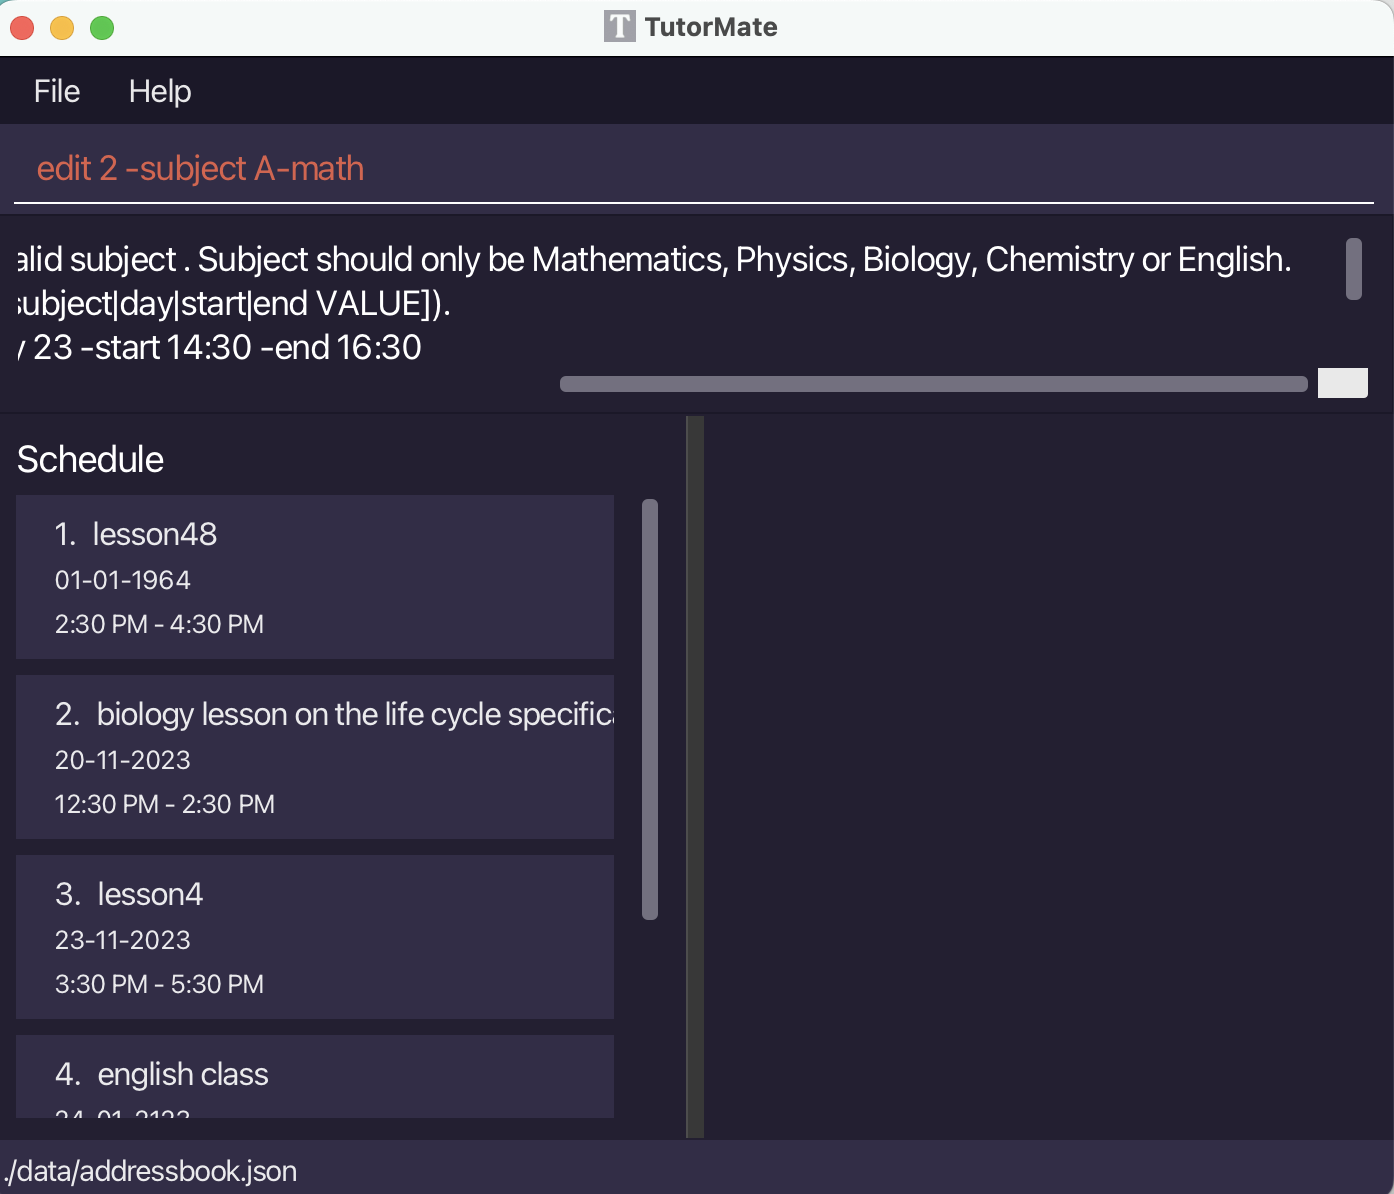 TutorMate
File Help
edit 2 -subject A-math
alid subject . Subject should only be Mathematics, Physics, Biology, Chemistry or English.
subject|day|start|end VALUE]).
23 -start 14:30 -end 16:30
Schedule
1. lesson48
01-01-1964
2:30 PM - 4:30 PM
2. biology lesson on the life cycle specific
20-11-2023
12:30 PM - 2:30 PM
3. lesson4
23-11-2023
3:30 PM - 5:30 PM
4. english class
24-01-2123
./data/addressbook.json